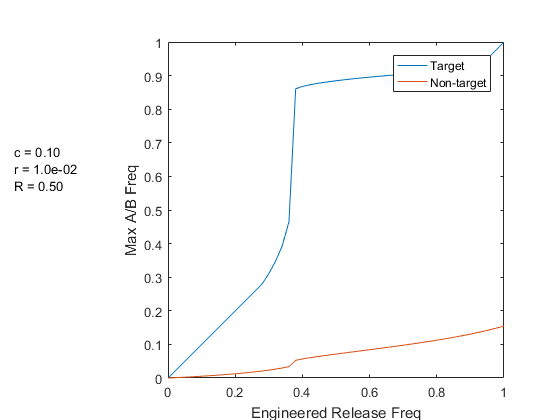 c = 0.10
r = 1.0e-02
R = 0.50
Max A/B Freq
1
0.9
0.8
0.7
0.6
0.5
0.4
0.3
0.2
0.1
0
Target
Non-target
0 0.2 0.4 0.6 0.8 1
Engineered Release Freq